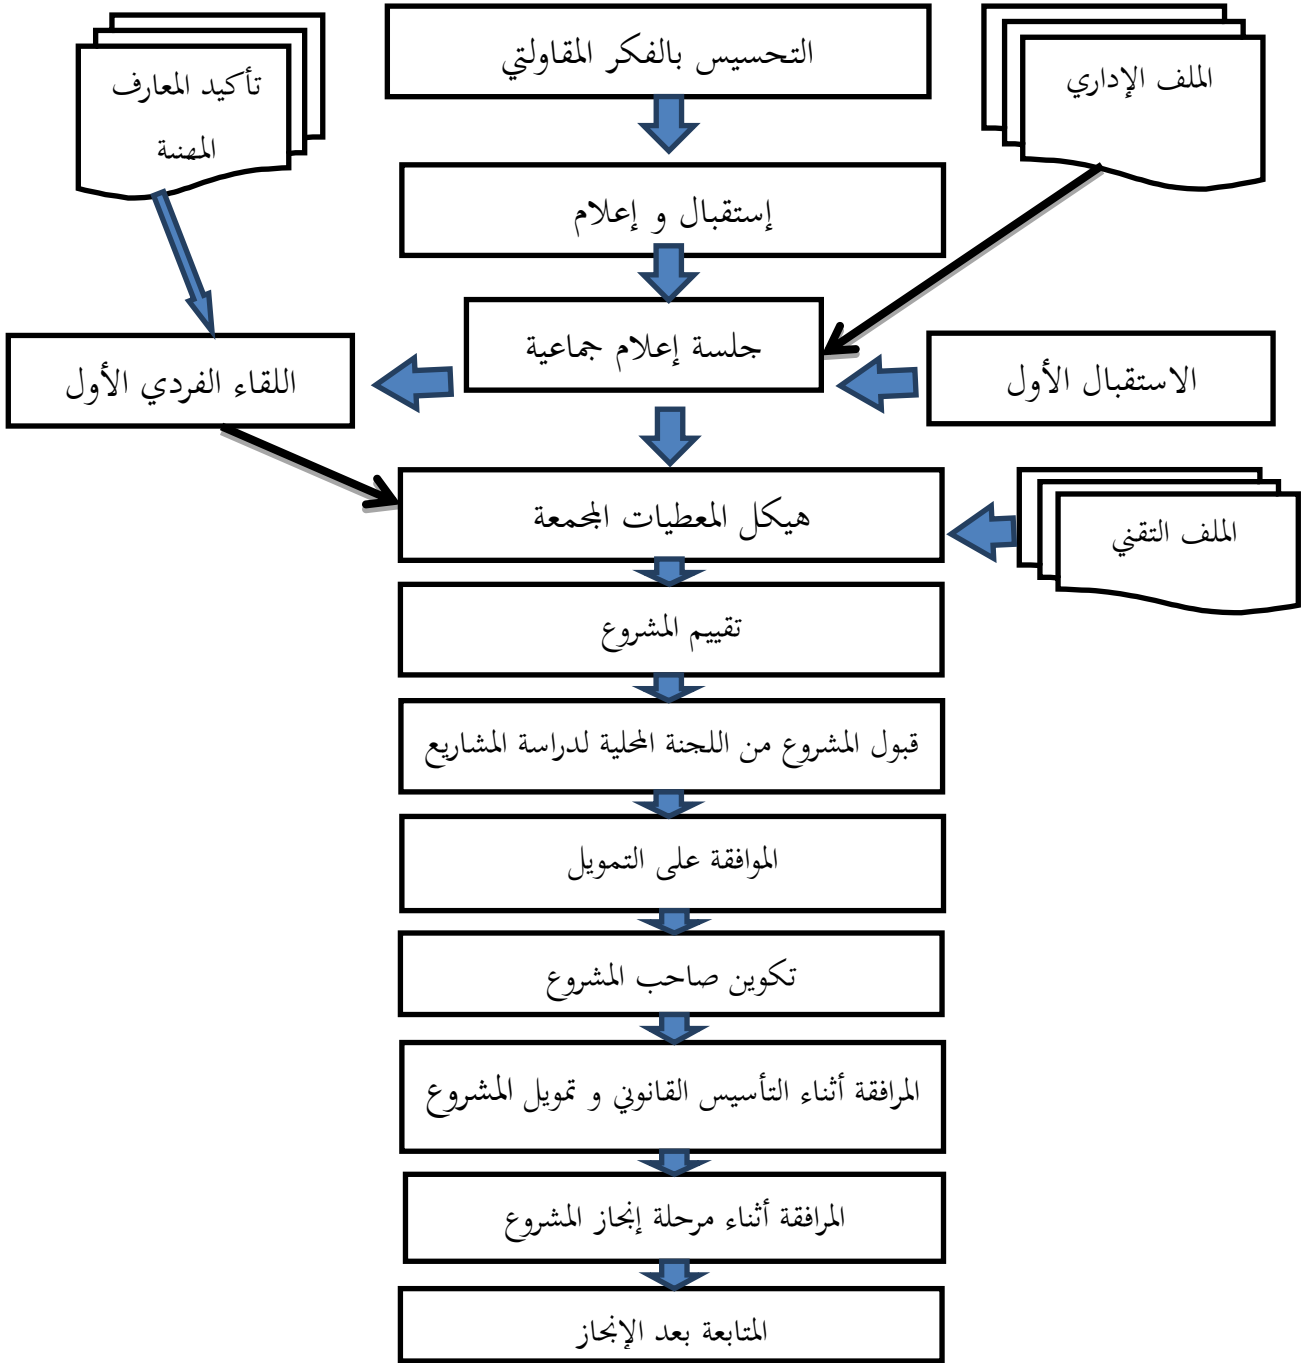 التحسيس بالفكر المقاولتي
الملف الإداري
تأكيد المعارف
المهنية
إستقبال و إعلام
جلسة إعلام جماعية
الاستقبال الأول
اللقاء الفردي الأول
هيكل المعطيات المجمعة
الملف التقني
تقييم المشروع
قبول المشروع من اللجنة المحلية لدراسة المشاريع
الموافقة على التمويل
تكوين صاحب المشروع
المرافقة أثناء التأسيس القانوني و تمويل المشروع
المرافقة أثناء مرحلة إنجاز المشروع
المتابعة بعد الإنجاز